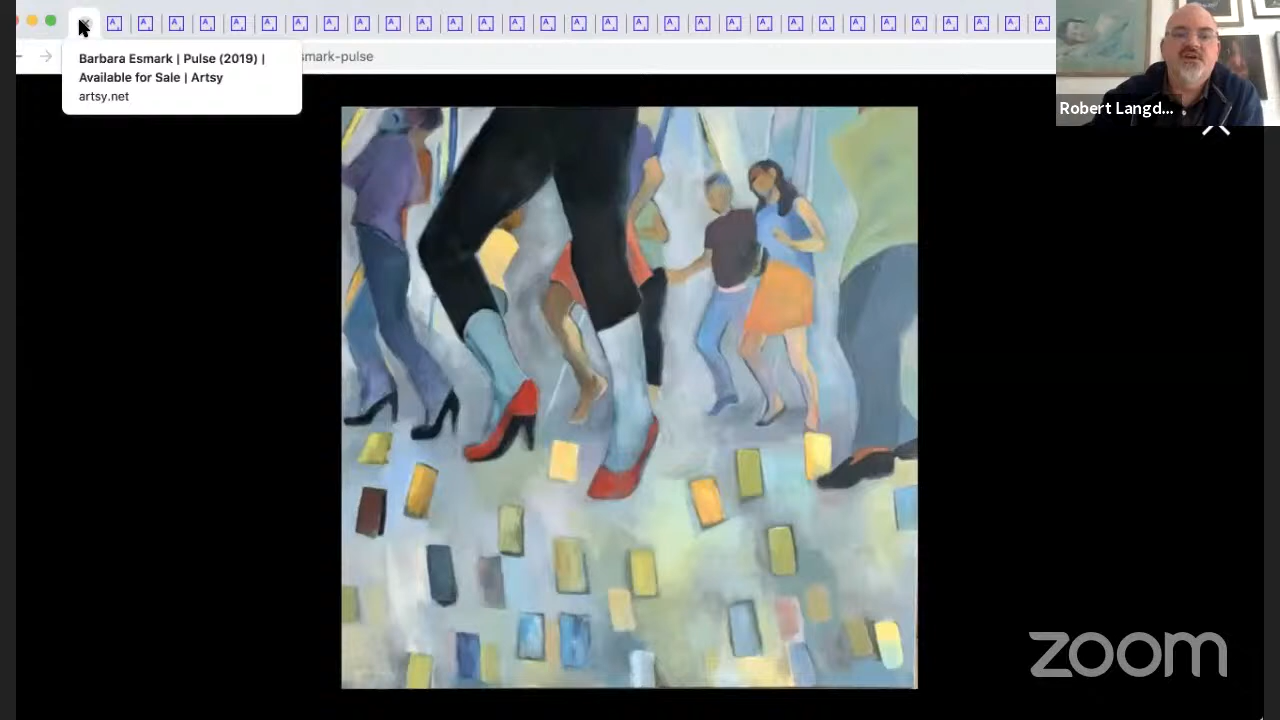 smark-pulse
Barbara Esmark | Pulse (2019) |
Available for Sale | Artsy
artsy.net
Robert Langd...
zoom